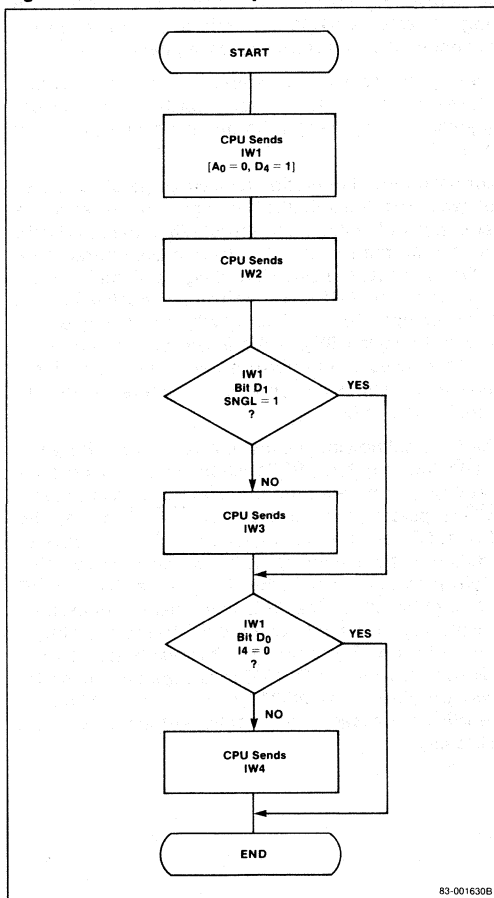 START
CPU Sends
IW1
[A0 = 0, D4 = 1]
CPU Sends
IW2
IW1
Bit D1
SNGL = 1
?
YES
NO
CPU Sends
IW3
IW1
Bit D0
I4 = 0
?
YES
NO
CPU Sends
IW4
END
83-001630B